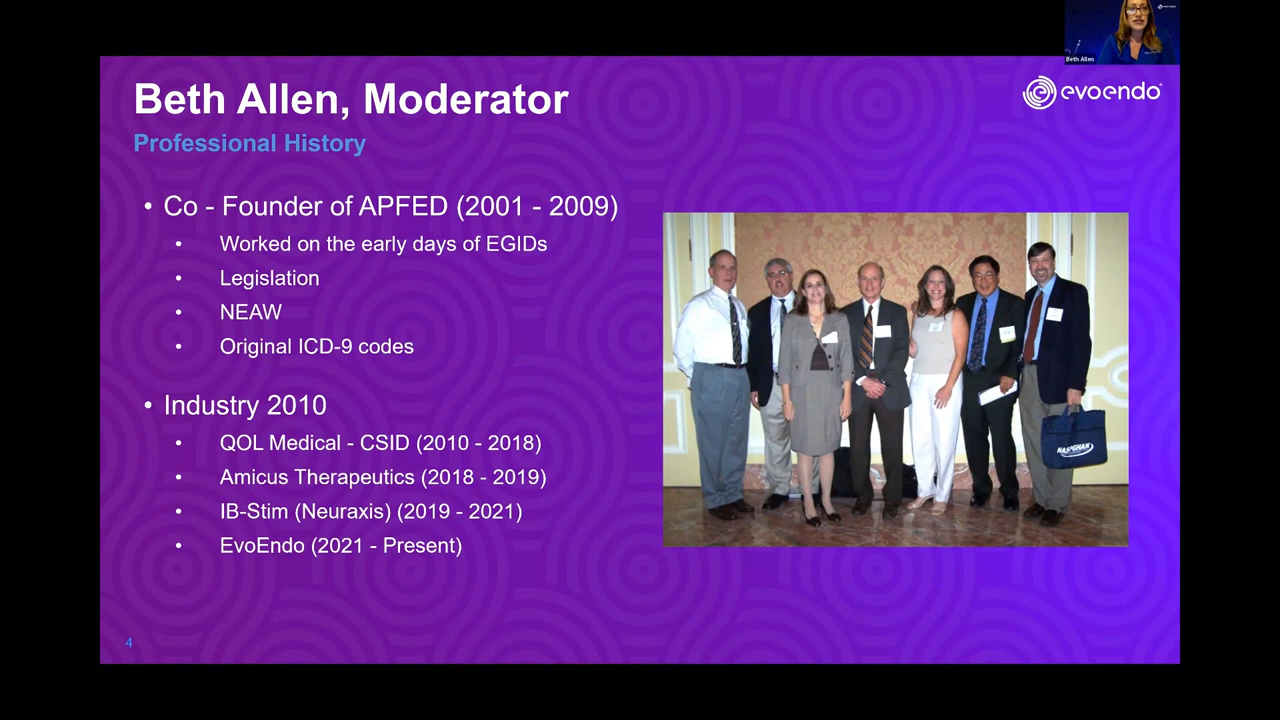 Beth Allen
Beth Allen, Moderator
evoendo
Professional History
• Co - Founder of APFED (2001 - 2009)
• Worked on the early days of EGIDs
• Legislation
• NEAW
• Original ICD-9 codes
• Industry 2010
• QOL Medical - CSID (2010 - 2018)
• Amicus Therapeutics (2018 - 2019)
• IB-Stim (Neuraxis) (2019 - 2021)
• EvoEndo (2021 - Present)
NASPGHAN
4